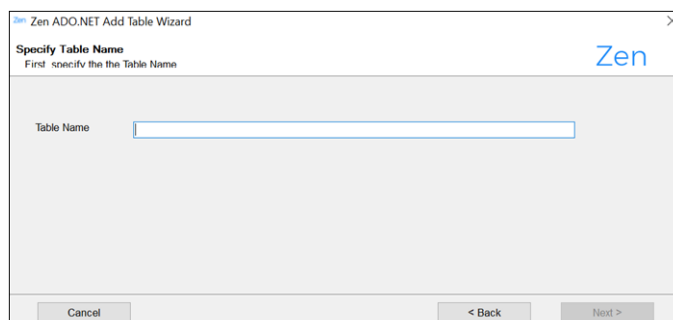 Zen Zen ADO.NET Add Table Wizard
Specify Table Name
First, specify the the Table Name
Zen
Table Name
Cancel
< Back
Next >